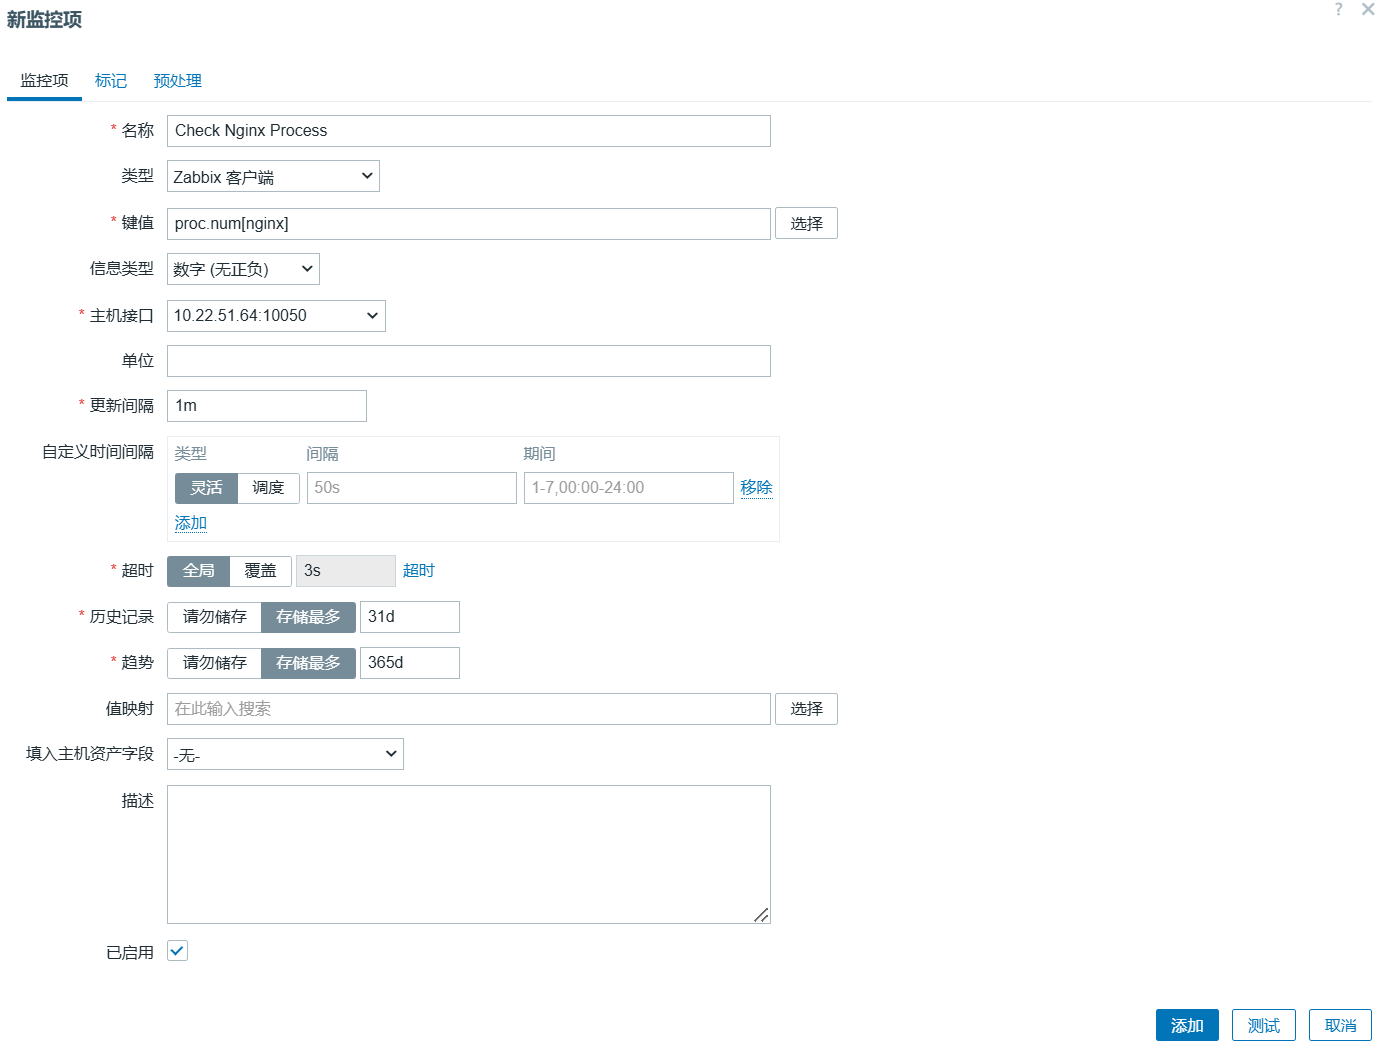 新监控项
?
监控项 标记 预处理
* 名称 Check Nginx Process
类型 Zabbix 客户端
* 键值 proc.num[nginx] 选择
信息类型 数字 (无正负)
* 主机接口 10.22.51.64:10050
单位
* 更新间隔 1m
自定义时间间隔 类型 间隔 期间
灵活 调度 50s 1-7,00:00-24:00 移除
添加
* 超时 全局 覆盖 3s 超时
* 历史记录 请勿储存 存储最多 31d
* 趋势 请勿储存 存储最多 365d
值映射 在此输入搜索 选择
填入主机资产字段 -无-
描述
已启用
添加 测试 取消